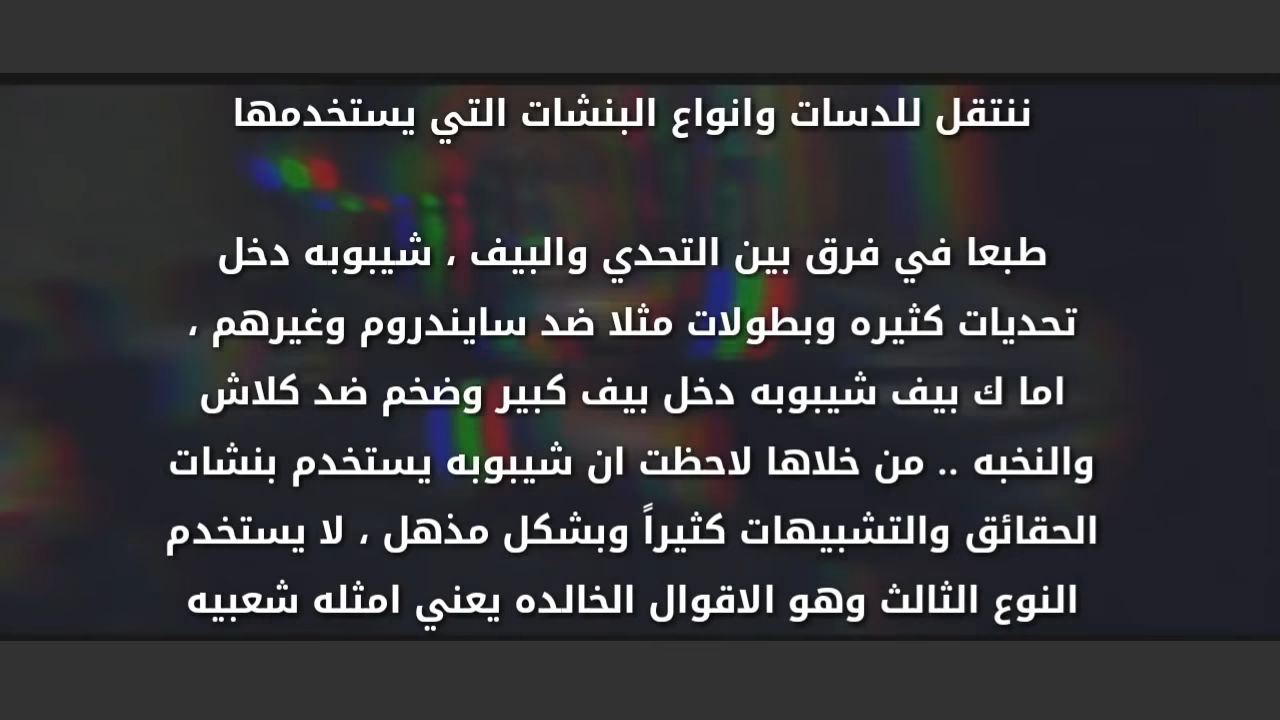 ننتقل للدسات وانواع البنشات التي يستخدمها
طبعا في فرق بين التحدي والبيف ، شيبوبه دخل
تحديات كثيره وبطولات مثلا ضد سايندروم وغيرهم ،
اما ك بيف شيبوبه دخل بيف كبير وضخم ضد كلاش
والنخبه .. من خلاها لاحظت ان شيبوبه يستخدم بنشات
الحقائق والتشبيهات كثيراً وبشكل مذهل ، لا يستخدم
النوع الثالث وهو الاقوال الخالده يعني امثله شعبيه